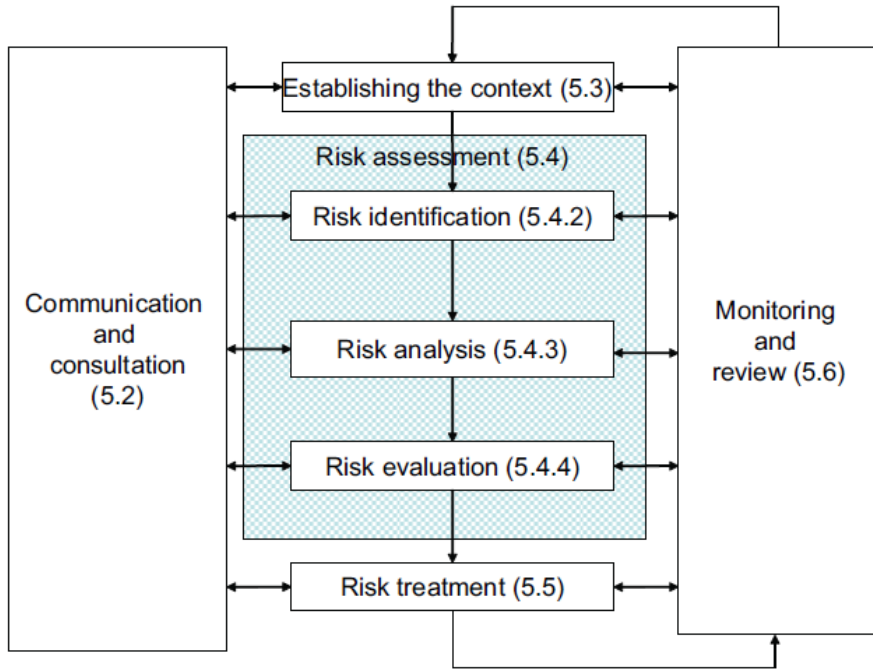 Establishing the context (5.3)
Risk assessment (5.4)
Risk identification (5.4.2)
Risk analysis (5.4.3)
Risk evaluation (5.4.4)
Risk treatment (5.5)
Communication
and
consultation
(5.2)
Monitoring
and
review (5.6)